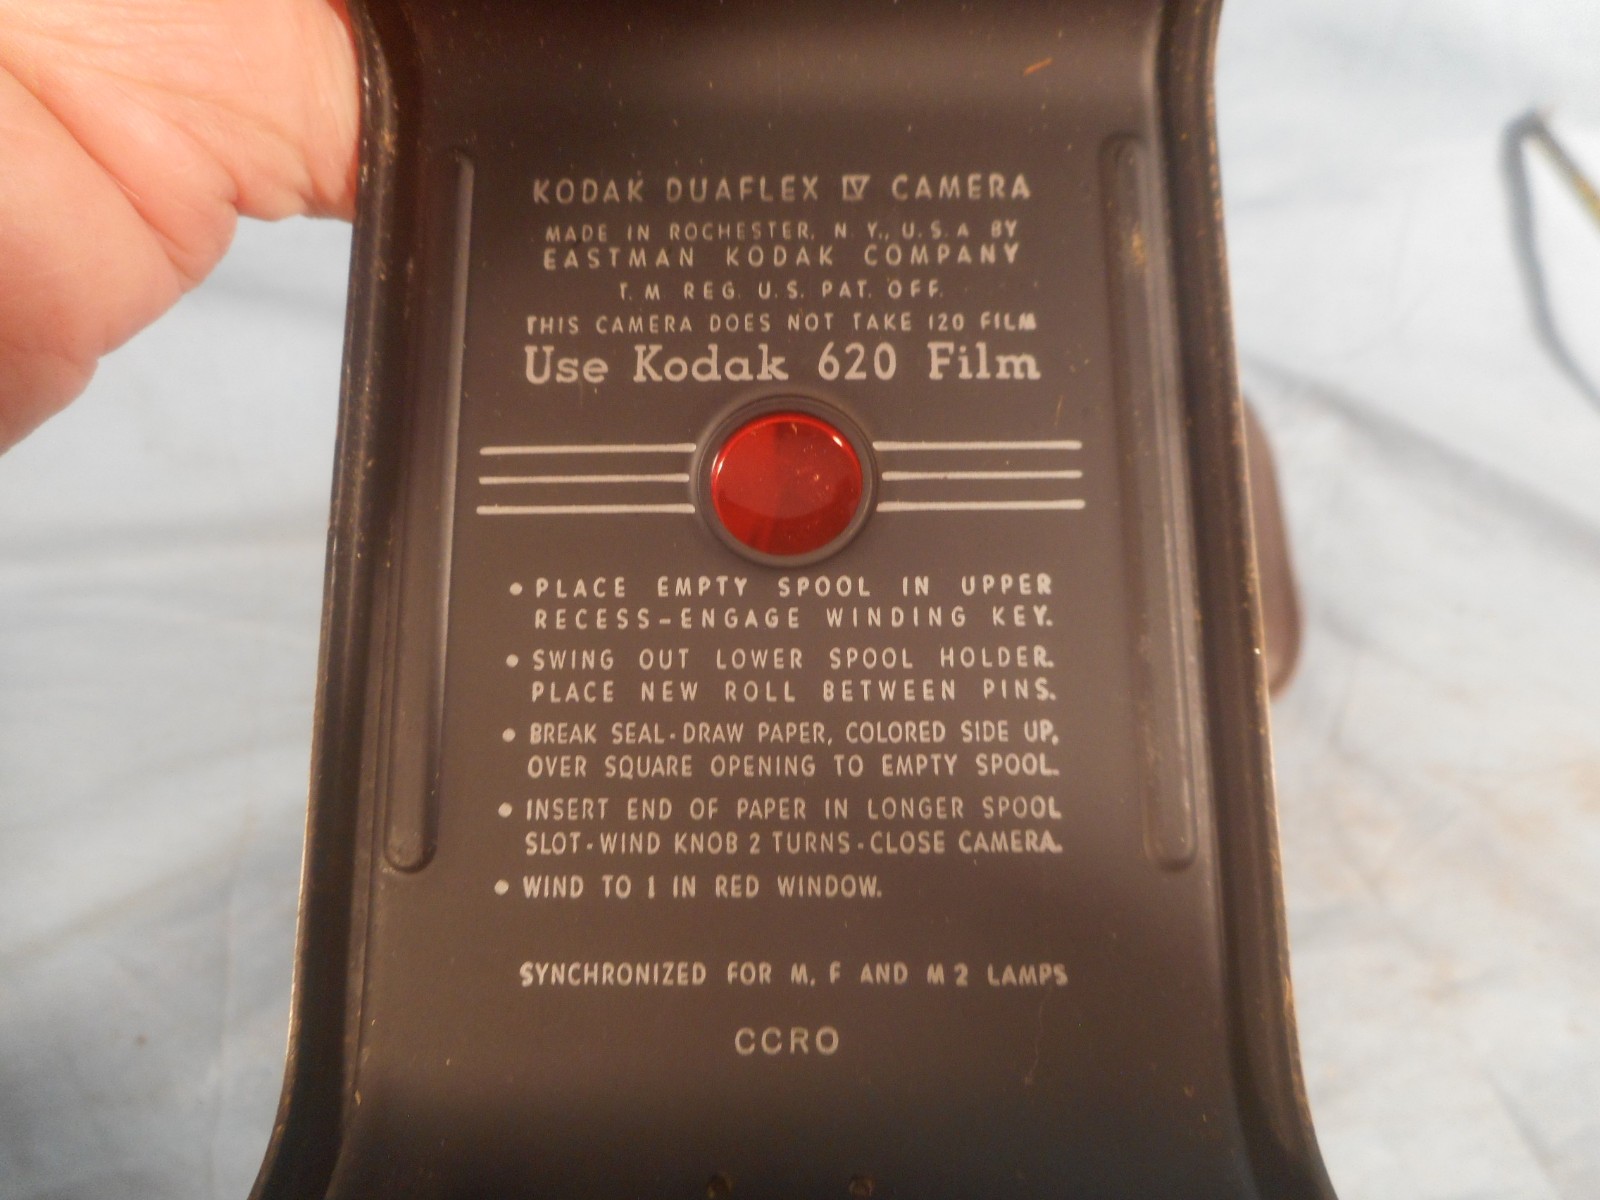 KODAK DUAFLEX IV CAMERA
MADE IN ROCHESTER, N.Y., U.S.A BY
EASTMAN KODAK COMPANY
T.M REG. U.S. PAT. OFF.
THIS CAMERA DOES NOT TAKE 120 FILM
Use Kodak 620 Film
• PLACE EMPTY SPOOL IN UPPER
RECESS-ENGAGE WINDING KEY.
• SWING OUT LOWER SPOOL HOLDER.
PLACE NEW ROLL BETWEEN PINS.
• BREAK SEAL-DRAW PAPER, COLORED SIDE UP,
OVER SQUARE OPENING TO EMPTY SPOOL.
• INSERT END OF PAPER IN LONGER SPOOL
SLOT-WIND KNOB 2 TURNS-CLOSE CAMERA.
• WIND TO 1 IN RED WINDOW.
SYNCHRONIZED FOR M, F AND M2 LAMPS
CCRO